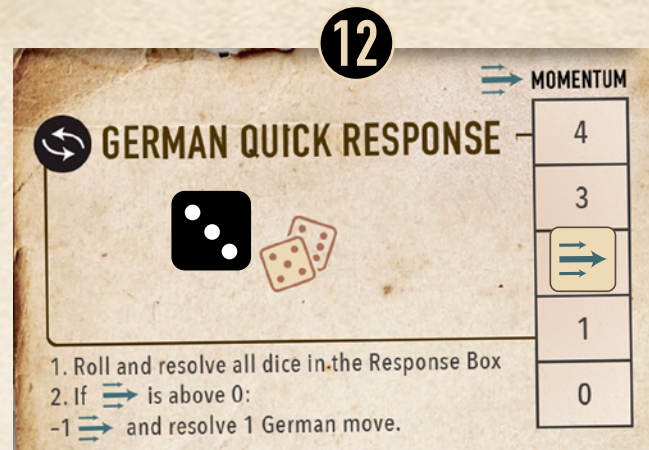 12
MOMENTUM
GERMAN QUICK RESPONSE
4
3
1
0
1. Roll and resolve all dice in the Response Box
2. If is above 0:
-1 and resolve 1 German move.